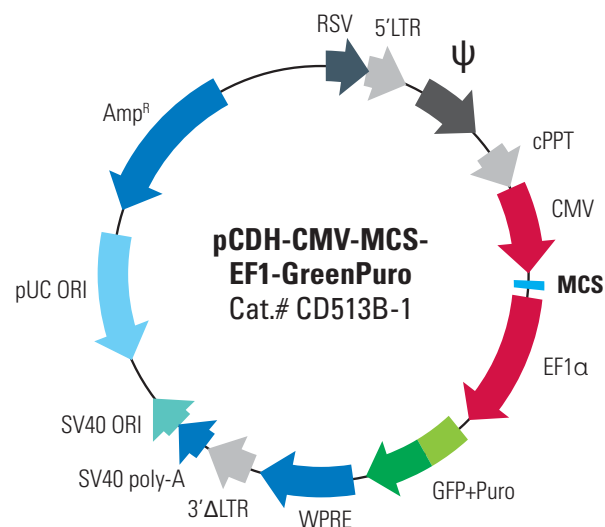 RSV
5'LTR
ψ
cPPT
CMV
MCS
EF1α
GFP+Puro
WPRE
3'ΔLTR
SV40 poly-A
SV40 ORI
pUC ORI
Ampᴿ
pCDH-CMV-MCS-
EF1-GreenPuro
Cat.# CD513B-1